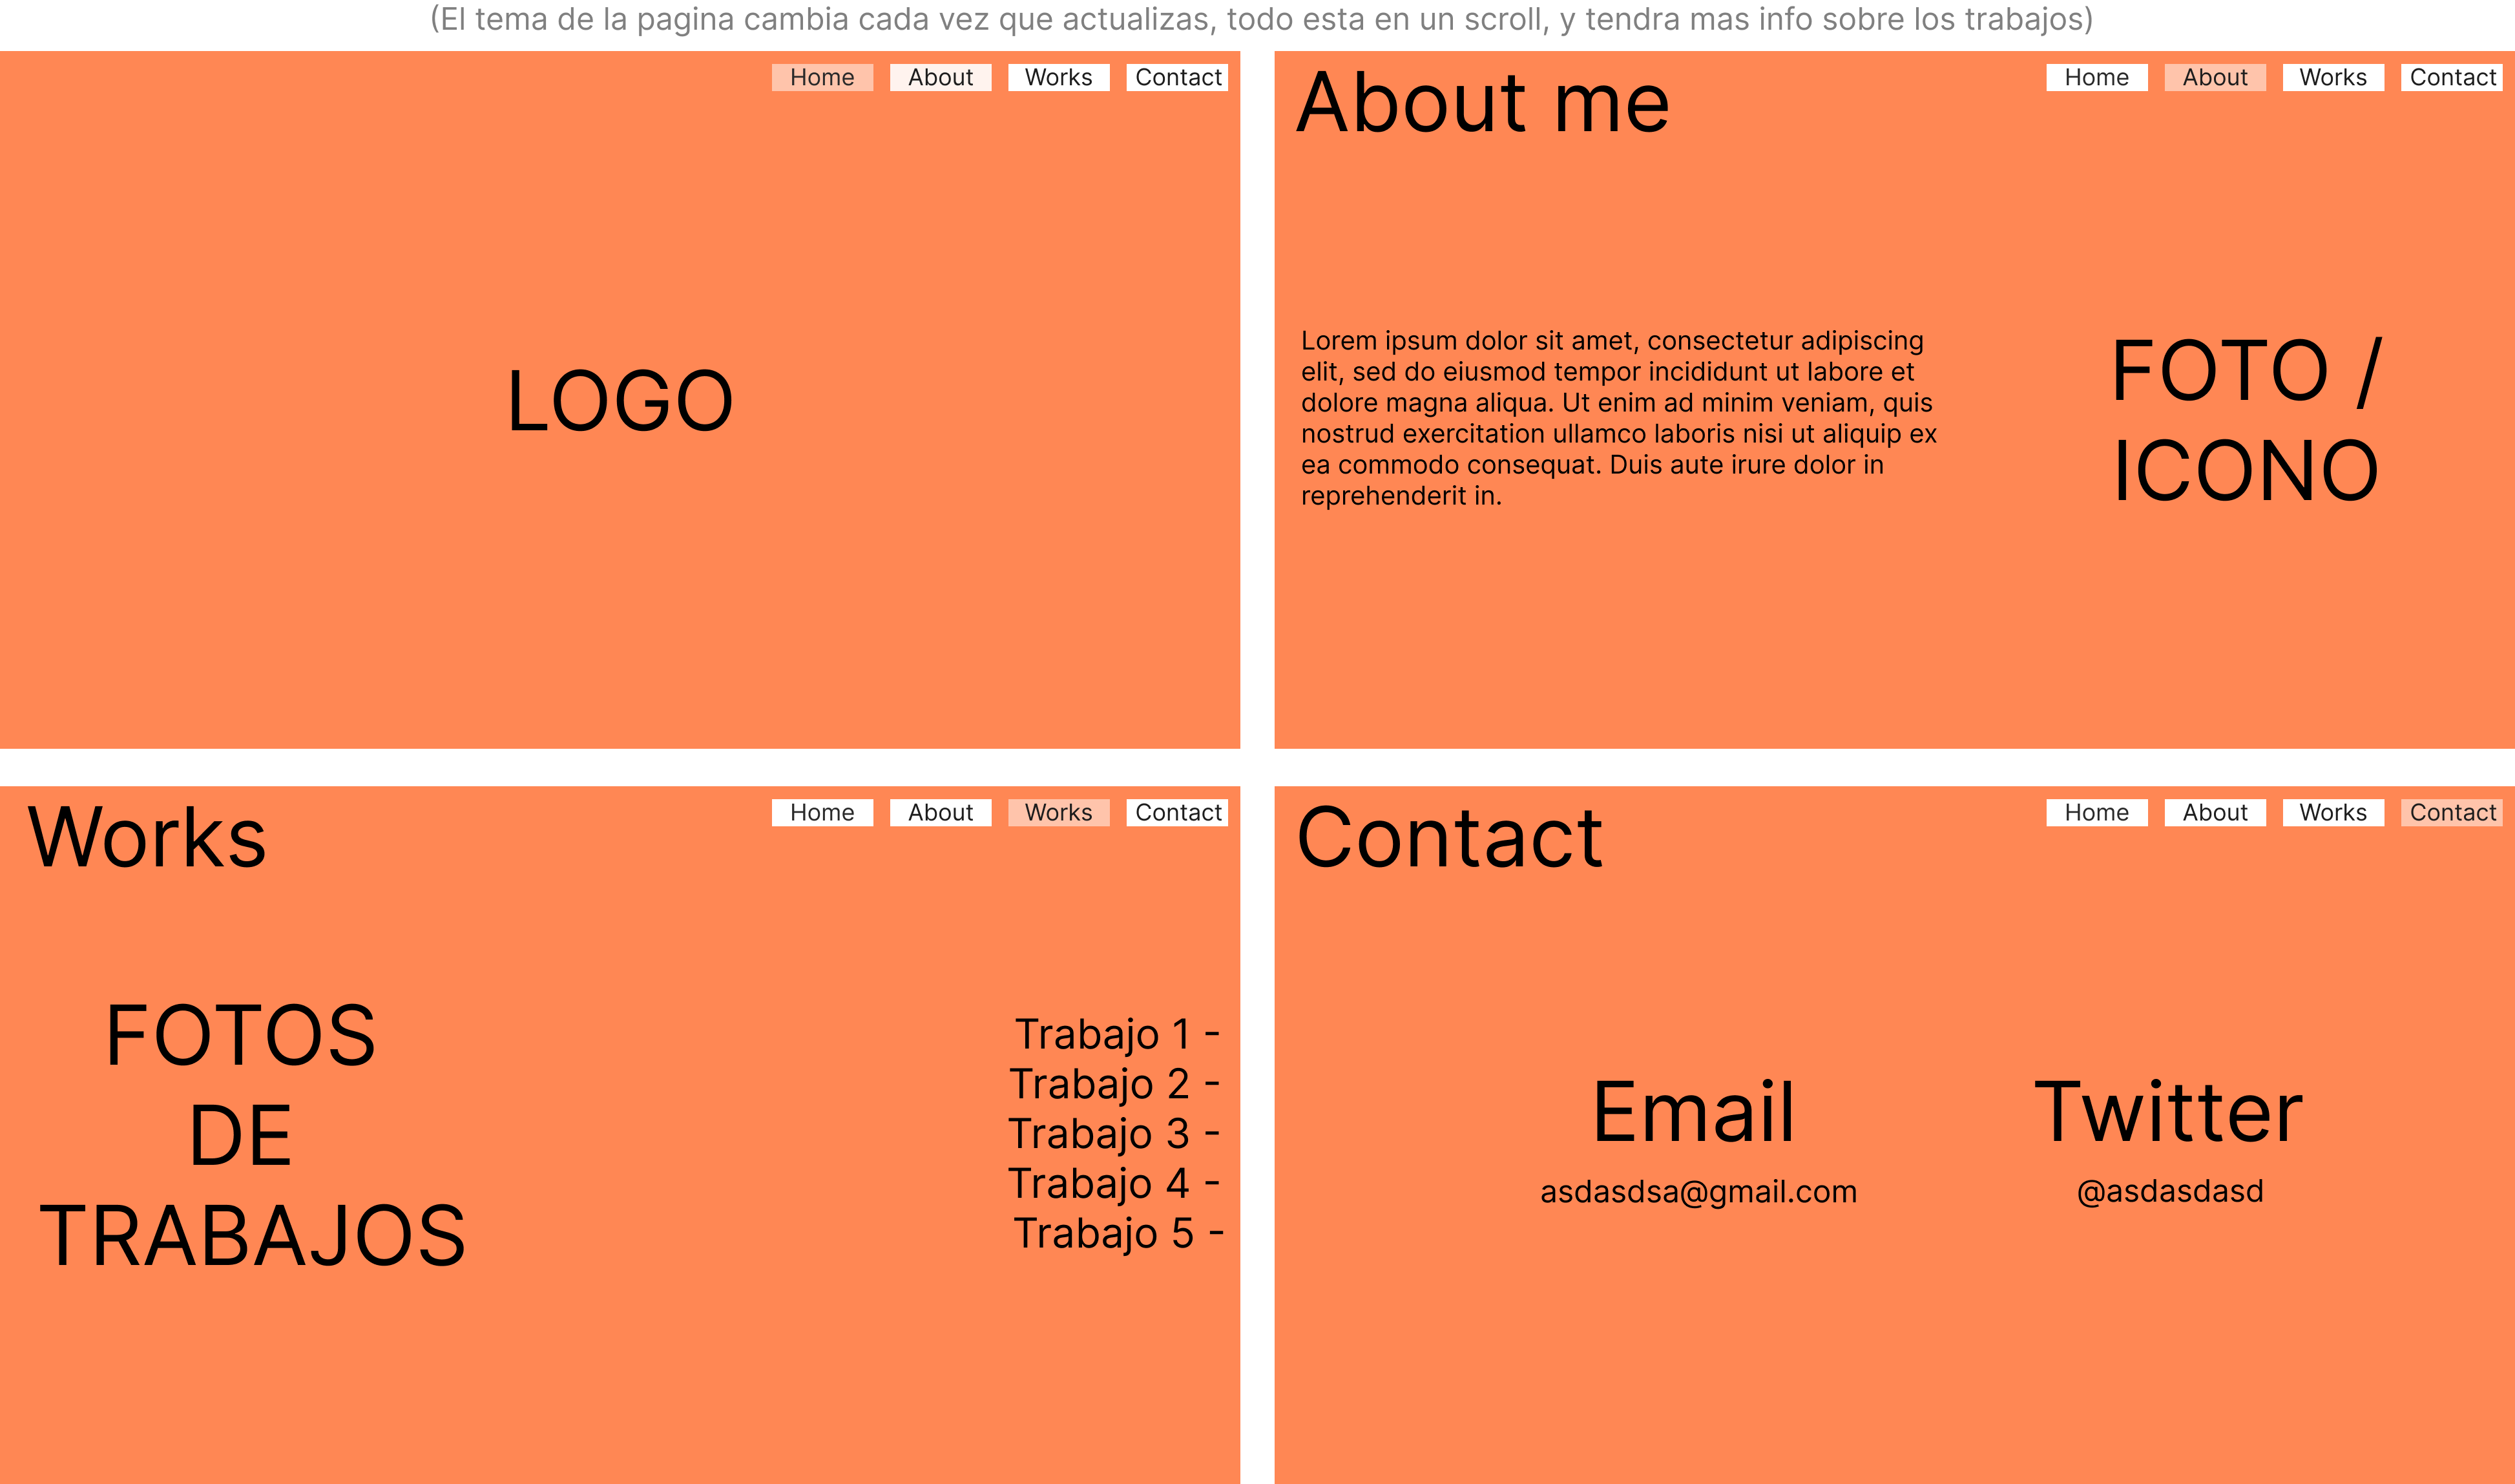 (El tema de la pagina cambia cada vez que actualizas, todo esta en un scroll, y tendra mas info sobre los trabajos)
Home About Works Contact
LOGO
Home About Works Contact
About me
Lorem ipsum dolor sit amet, consectetur adipiscing
elit, sed do eiusmod tempor incididunt ut labore et
dolore magna aliqua. Ut enim ad minim veniam, quis
nostrud exercitation ullamco laboris nisi ut aliquip ex
ea commodo consequat. Duis aute irure dolor in
reprehenderit in.
FOTO /
ICONO
Home About Works Contact
Works
FOTOS
DE
TRABAJOS
Trabajo 1 -
Trabajo 2 -
Trabajo 3 -
Trabajo 4 -
Trabajo 5 -
Home About Works Contact
Contact
Email
asdasdsa@gmail.com
Twitter
@asdasdasd